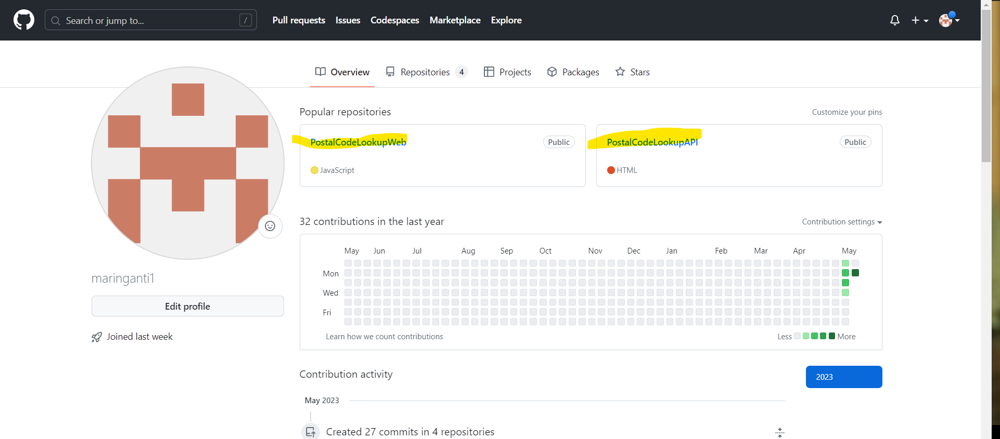 Search or jump to... /
Pull requests Issues Codespaces Marketplace Explore
Overview Repositories 4 Projects Packages Stars
Popular repositories Customize your pins
PostalCodeLookupWeb Public
JavaScript
PostalCodeLookupAPI Public
HTML
32 contributions in the last year Contribution settings
May Jun Jul Aug Sep Oct Nov Dec Jan Feb Mar Apr May
Mon
Wed
Fri
Learn how we count contributions Less More
maringanti1
Edit profile
Joined last week
Contribution activity 2023
May 2023
Created 27 commits in 4 repositories